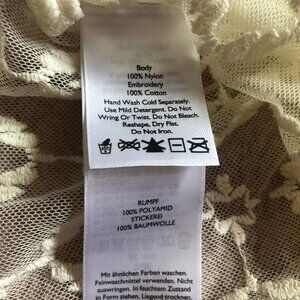 Body
100% Nylon
Embroidery
100% Cotton
Hand Wash Cold Separately.
Use Mild Detergent. Do Not
Wring Or Twist. Do Not Bleach.
Reshape, Dry Flat.
Do Not Iron.
RUMPF
100% POLYAMID
STICKEREI
100% BAUMWOLLE
Mit ähnlichen Farben waschen.
Feinwaschmittel verwenden. Nicht
auswringen. In feuchtem Zustand
in Form ziehen. Liegend trocknen.